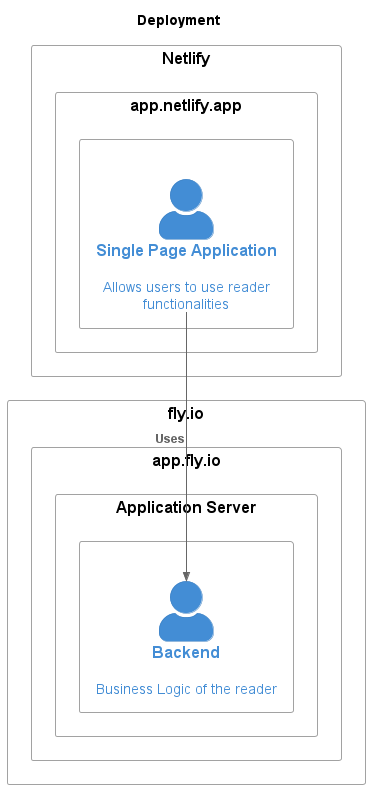 Deployment
Netlify
app.netlify.app
Single Page Application
Allows users to use reader
functionalities
fly.io
Uses
app.fly.io
Application Server
Backend
Business Logic of the reader